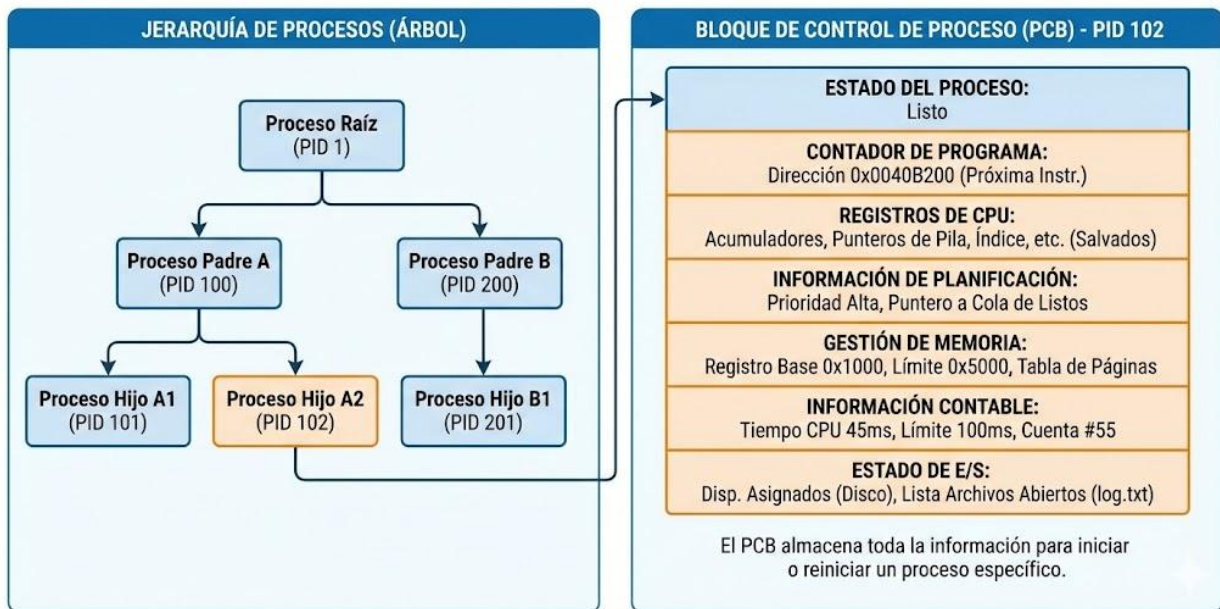 JERARQUÍA DE PROCESOS (ÁRBOL)
Proceso Raíz
(PID 1)
Proceso Padre A
(PID 100)
Proceso Padre B
(PID 200)
Proceso Hijo A1
(PID 101)
Proceso Hijo A2
(PID 102)
Proceso Hijo B1
(PID 201)
BLOQUE DE CONTROL DE PROCESO (PCB) - PID 102
ESTADO DEL PROCESO:
Listo
CONTADOR DE PROGRAMA:
Dirección 0x0040B200 (Próxima Instr.)
REGISTROS DE CPU:
Acumuladores, Punteros de Pila, Índice, etc. (Salvados)
INFORMACIÓN DE PLANIFICACIÓN:
Prioridad Alta, Puntero a Cola de Listos
GESTIÓN DE MEMORIA:
Registro Base 0x1000, Límite 0x5000, Tabla de Páginas
INFORMACIÓN CONTABLE:
Tiempo CPU 45ms, Límite 100ms, Cuenta #55
ESTADO DE E/S:
Disp. Asignados (Disco), Lista Archivos Abiertos (log.txt)
El PCB almacena toda la información para iniciar
o reiniciar un proceso específico.